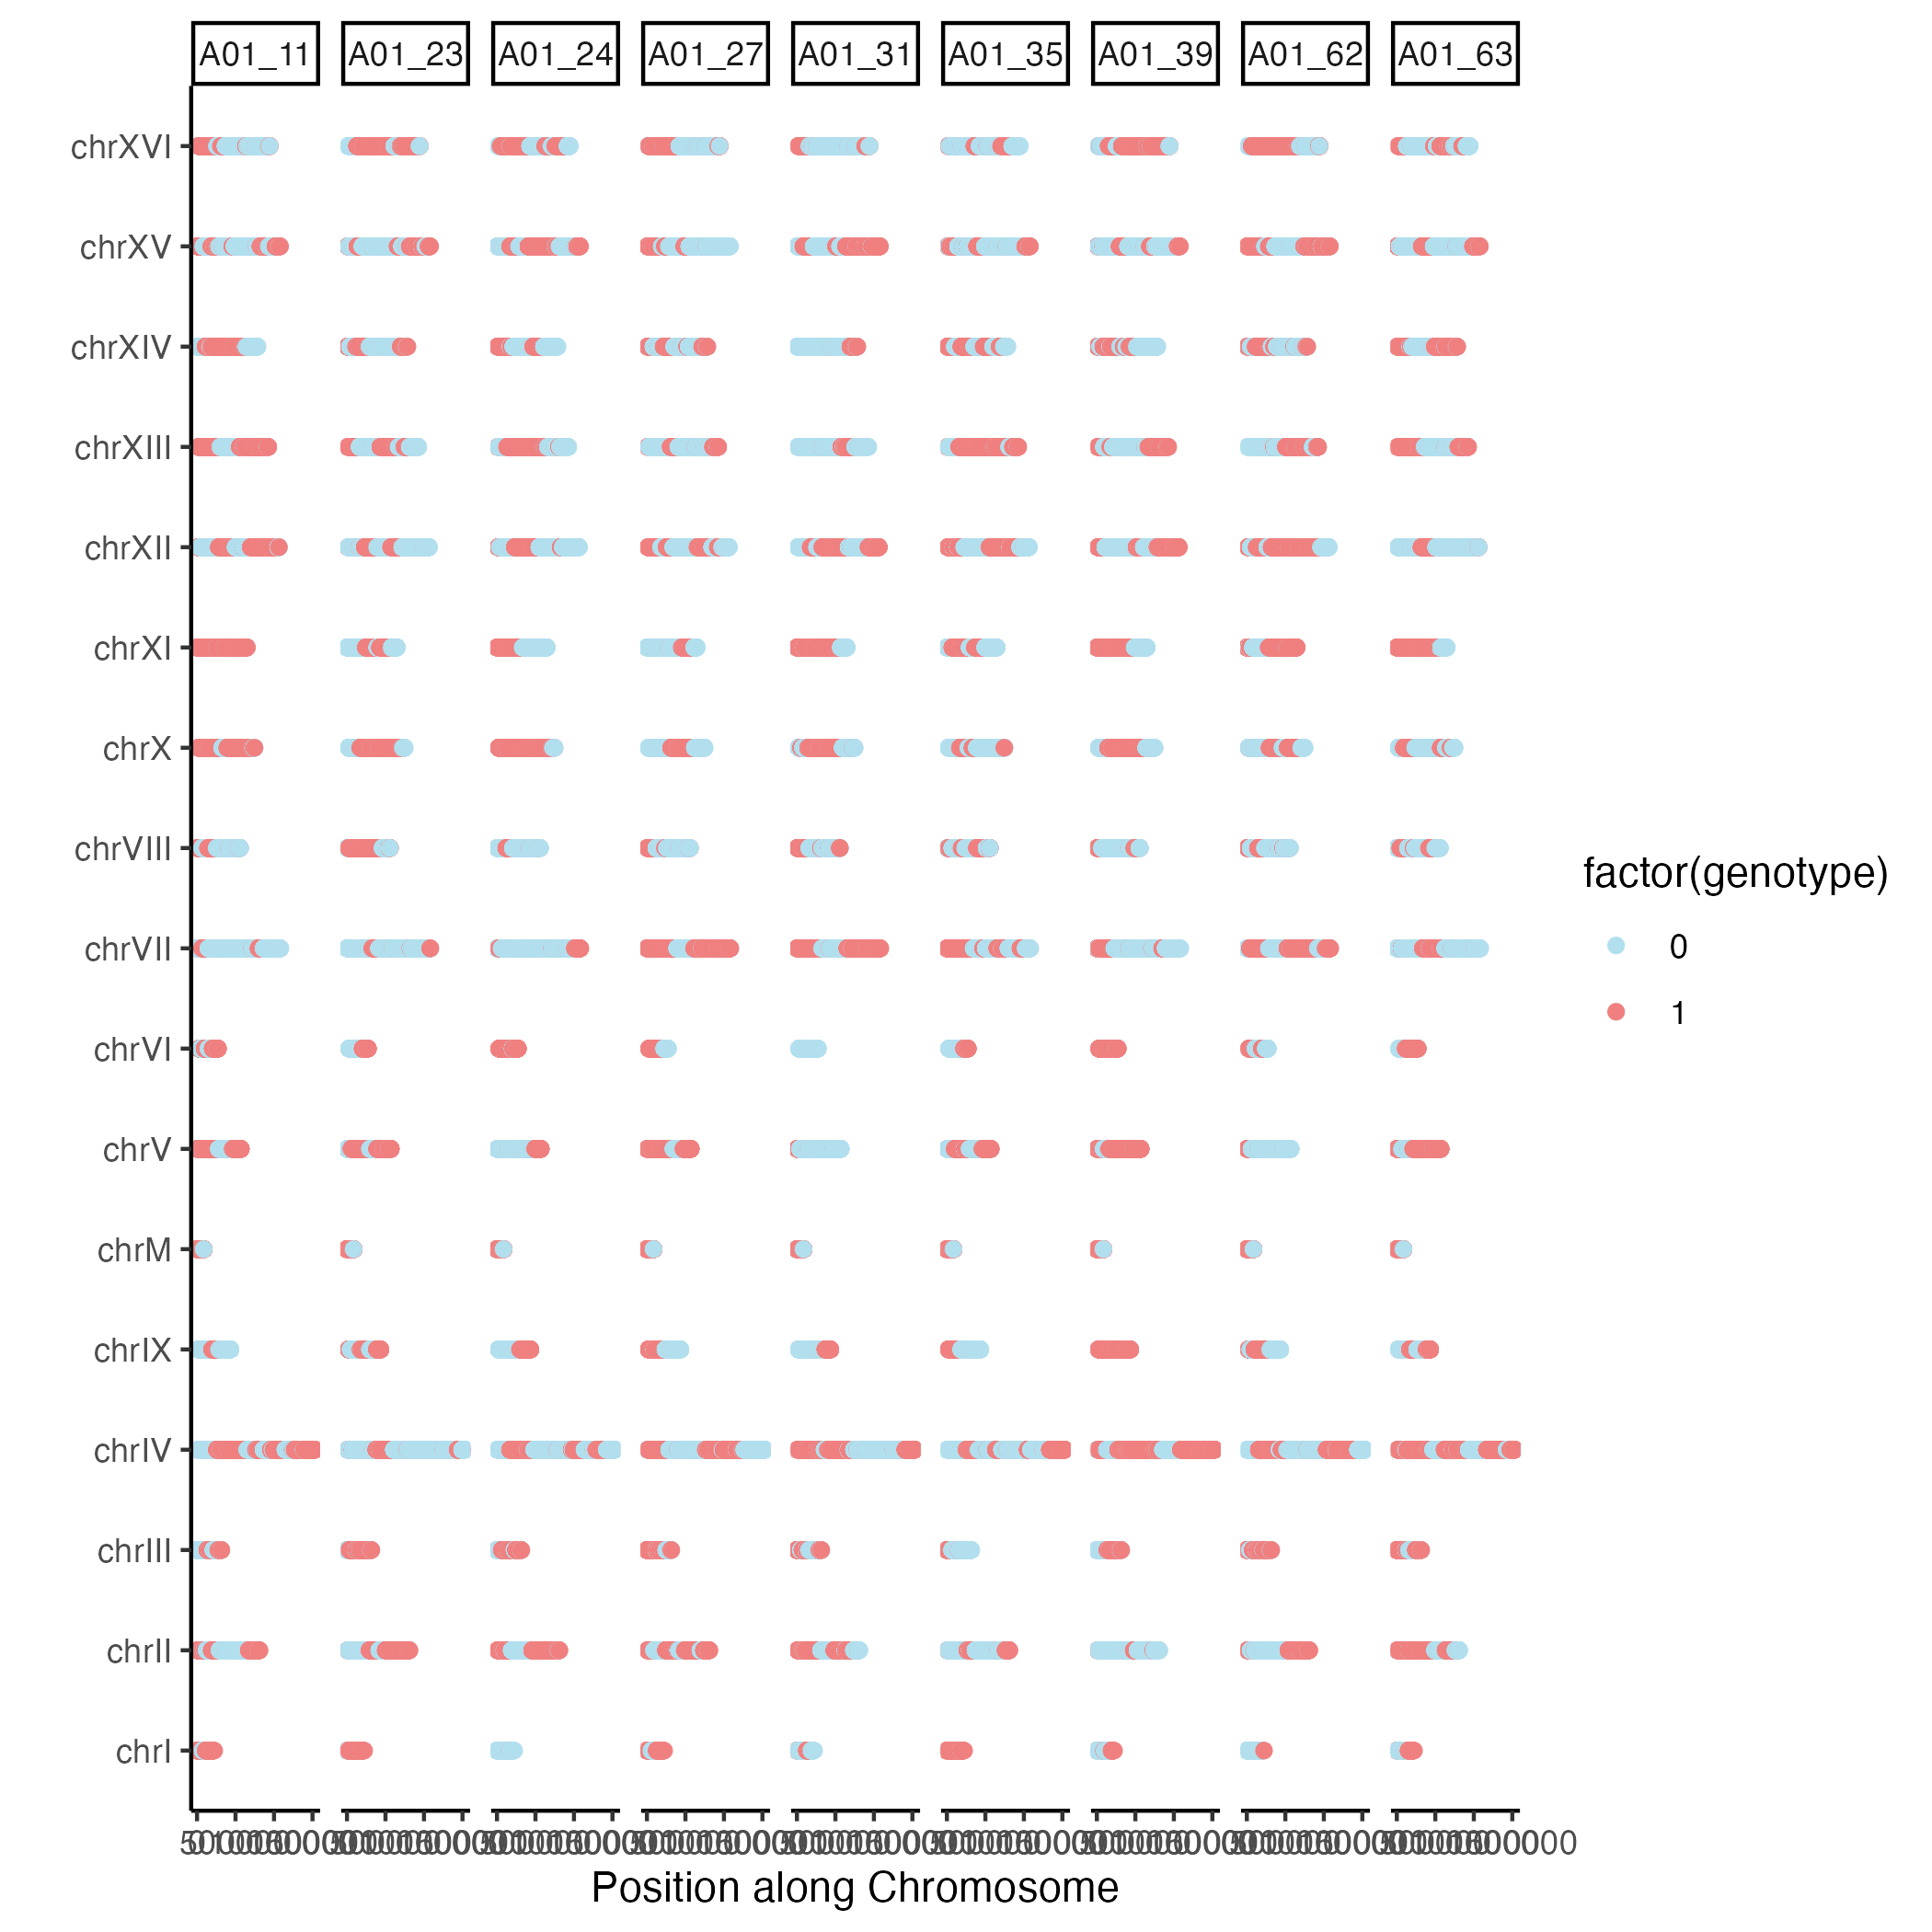 A01_11 A01_23 A01_24 A01_27 A01_31 A01_35 A01_39 A01_62 A01_63
chrXVI
chrXV
chrXIV
chrXIII
chrXII
chrXI
chrX
chrVIII
chrVII
chrVI
chrV
chrM
chrIX
chrIV
chrIII
chrII
chrI
Position along Chromosome
factor(genotype)
0
1